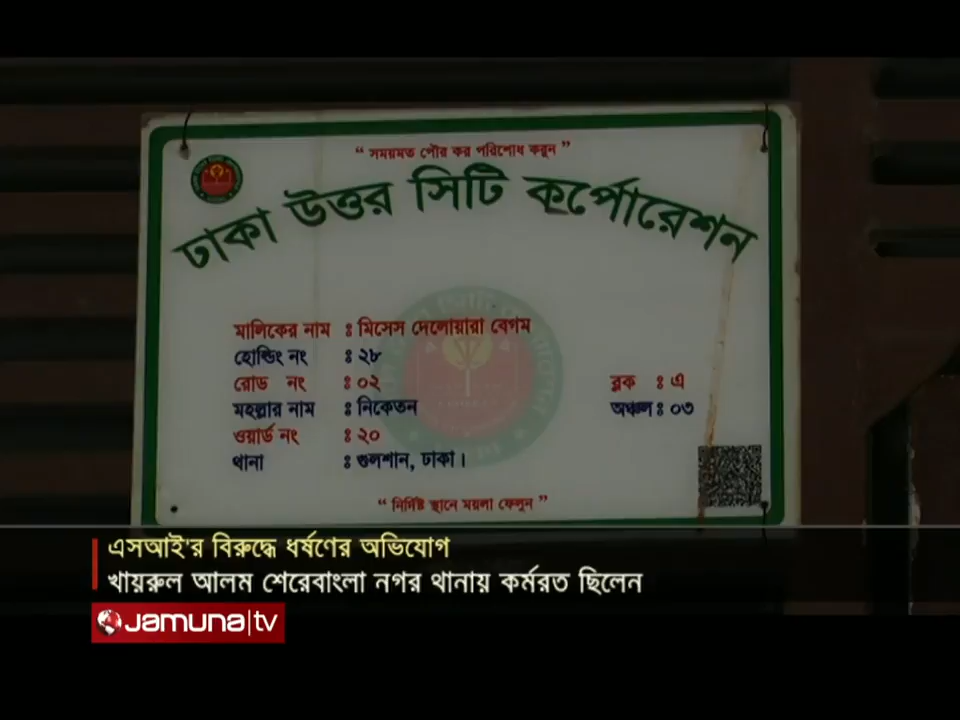 “ সময়মত পৌর কর পরিশোধ করুন ”
ঢাকা উত্তর সিটি কর্পোরেশন
মালিকের নাম : মিসেস দেলোয়ারা বেগম
হোল্ডিং নং : ২৮
রোড নং : ০২ ব্লক : এ
মহল্লার নাম : নিকেতন অঞ্চল : ০৩
ওয়ার্ড নং : ২০
থানা : গুলশান, ঢাকা।
“ নির্দিষ্ট স্থানে ময়লা ফেলুন ”
এসআই'র বিরুদ্ধে ধর্ষণের অভিযোগ
খায়রুল আলম শেরেবাংলা নগর থানায় কর্মরত ছিলেন
Jamuna|tv